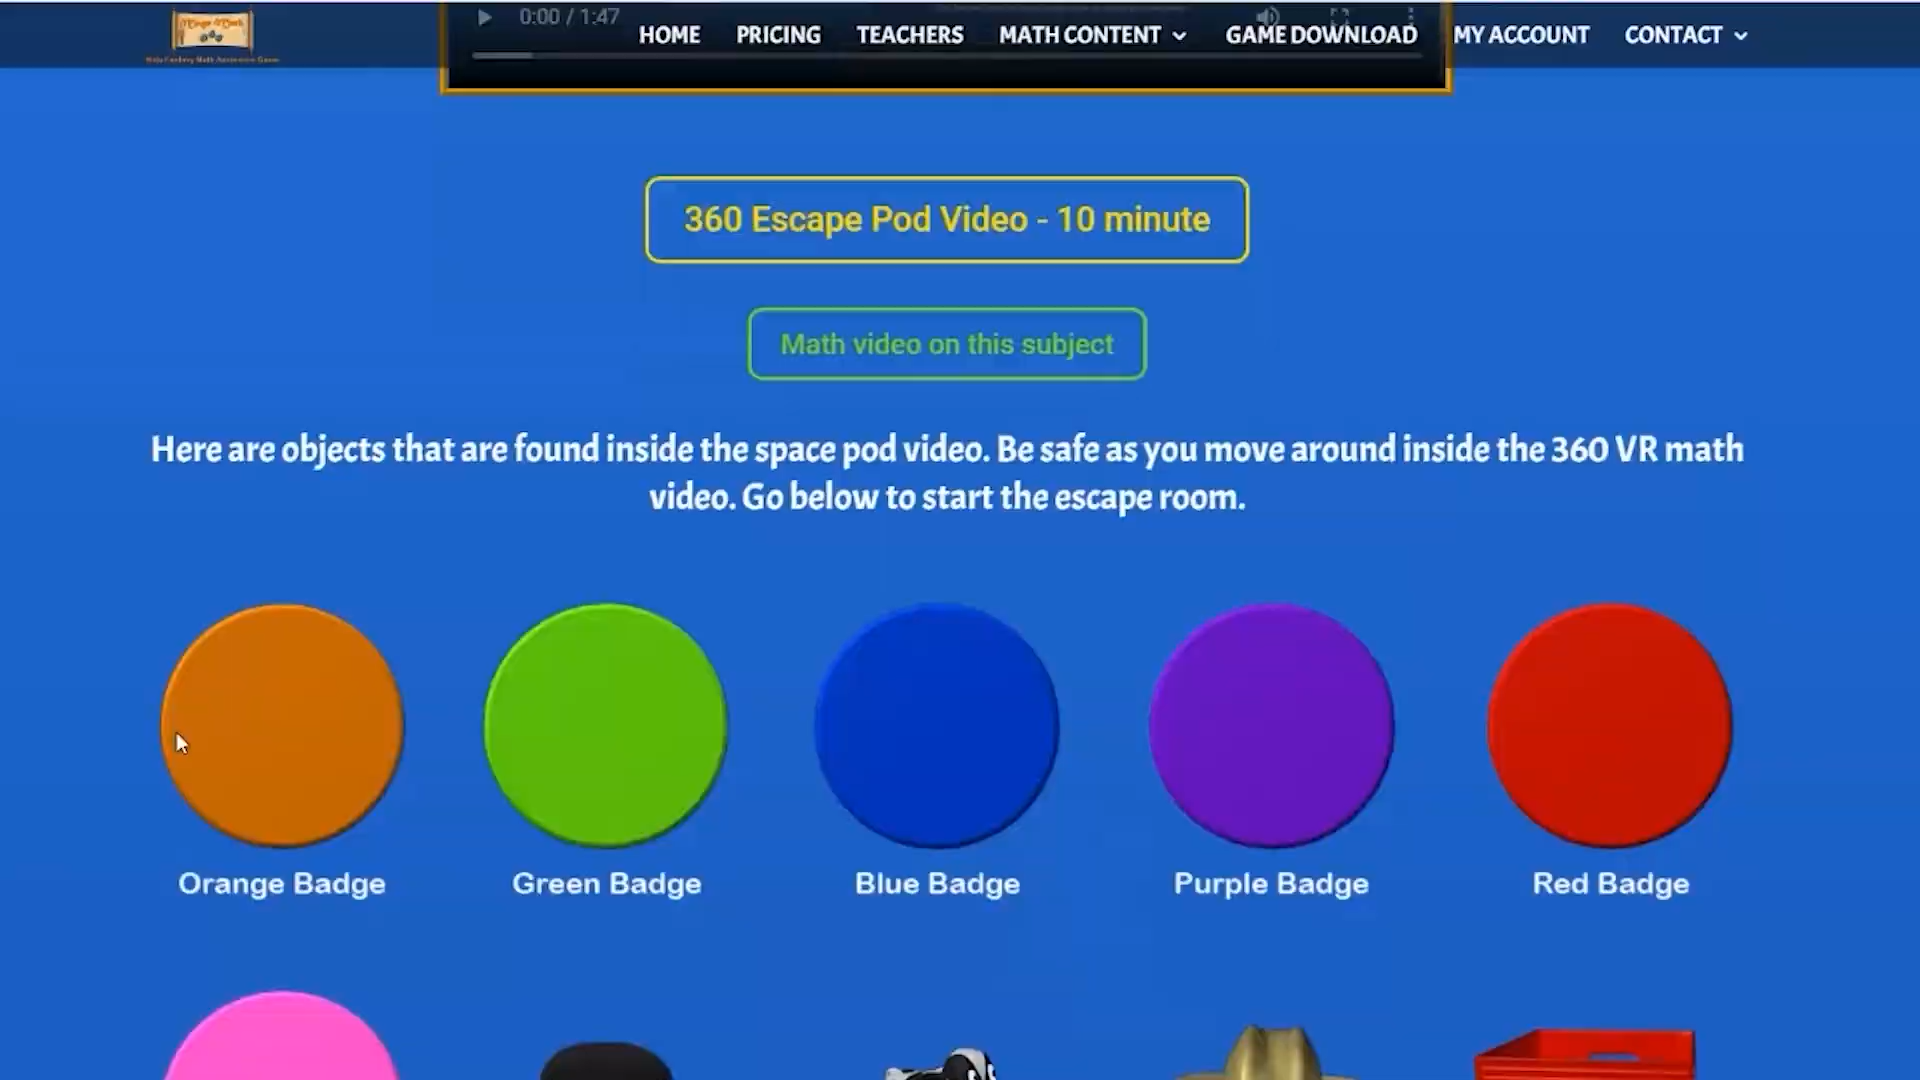 0:00 / 1:47
HOME PRICING TEACHERS MATH CONTENT GAME DOWNLOAD MY ACCOUNT CONTACT
360 Escape Pod Video - 10 minute
Math video on this subject
Here are objects that are found inside the space pod video. Be safe as you move around inside the 360 VR math
video. Go below to start the escape room.
Orange Badge Green Badge Blue Badge Purple Badge Red Badge